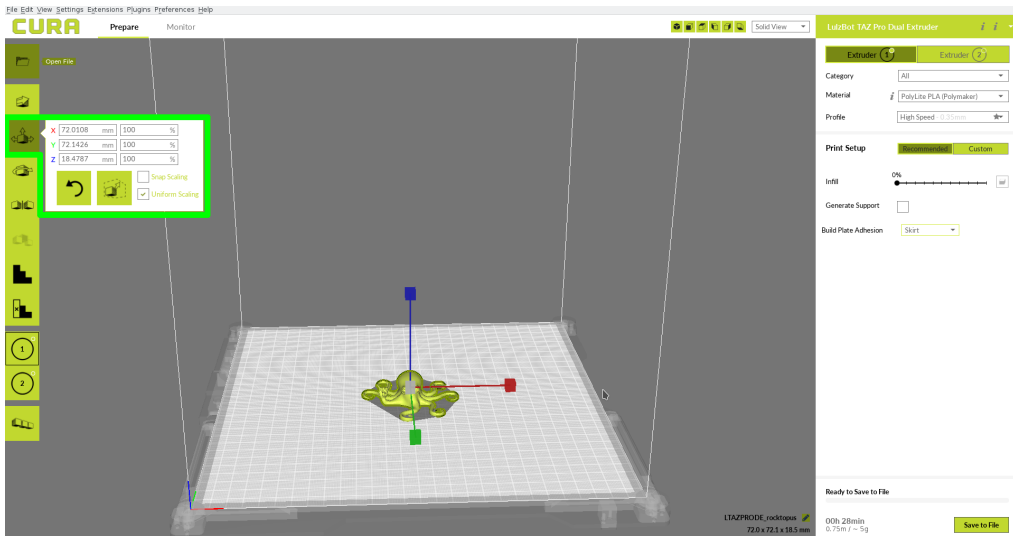 File Edit View Settings Extensions Plugins Preferences Help
CURA
Prepare Monitor
Solid View
LulzBot TAZ Pro Dual Extruder i i
Open File
X 72.0108 mm 100 %
Y 72.1426 mm 100 %
Z 18.4787 mm 100 %
Snap Scaling
Uniform Scaling
1
2
Extruder 1 Extruder 2
Category All
Material i PolyLite PLA (Polymaker)
Profile High Speed - 0.35mm
Print Setup Recommended Custom
0%
Infill
Generate Support
Build Plate Adhesion Skirt
LTAZPRODE_rocktopus
72.0 x 72.1 x 18.5 mm
Ready to Save to File
00h 28min
0.75m / ~ 5g
Save to File